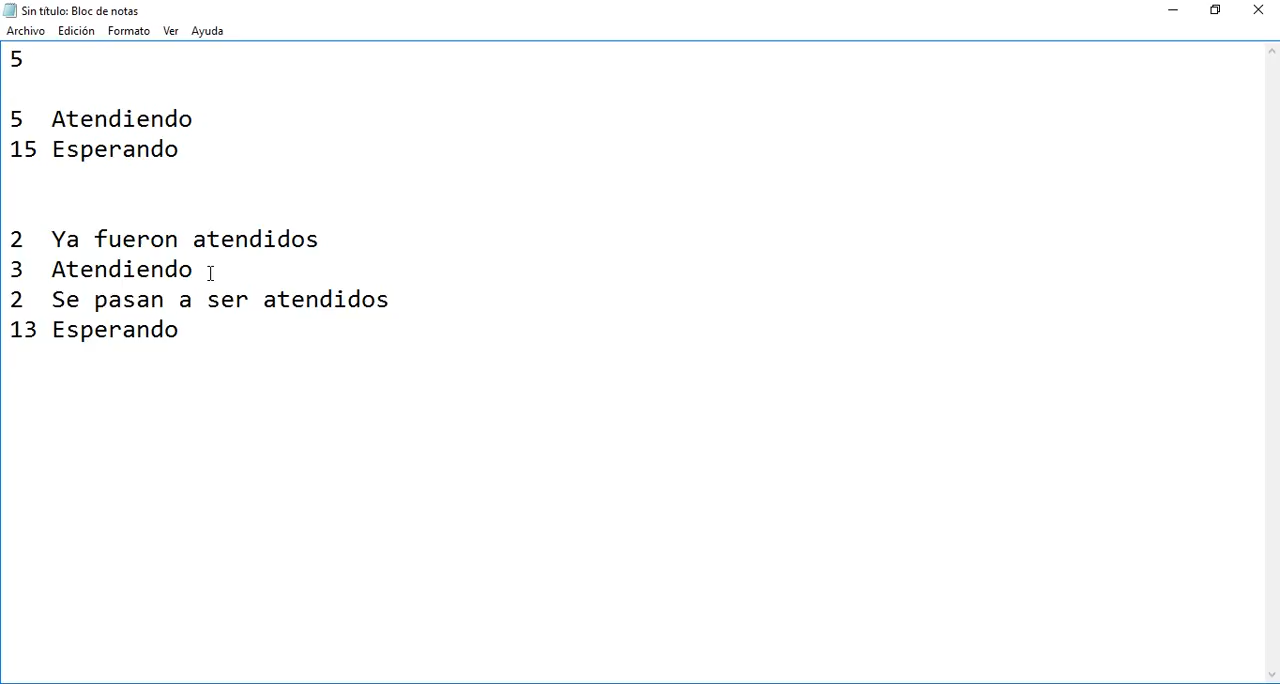 Sin título: Bloc de notas
Archivo Edición Formato Ver Ayuda
5
5 Atendiendo
15 Esperando
2 Ya fueron atendidos
3 Atendiendo
2 Se pasan a ser atendidos
13 Esperando